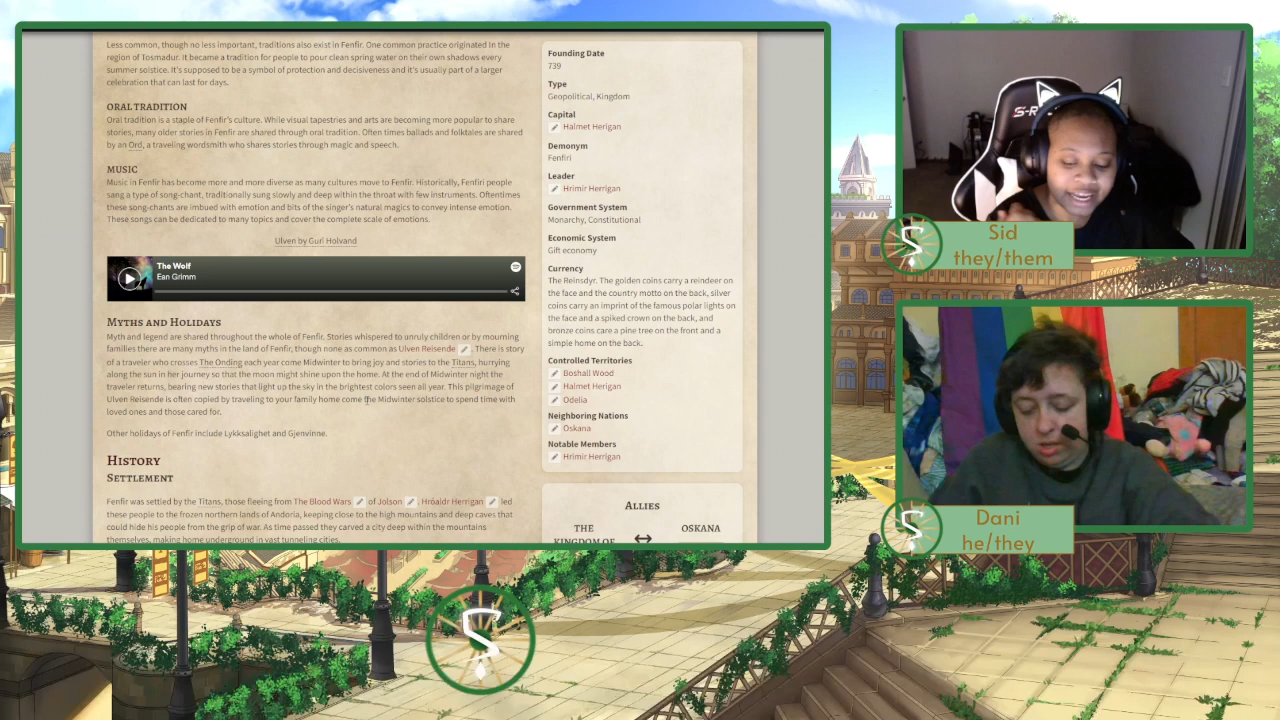 Less common, though no less important, traditions also exist in Fenfir. One common practice originated in the
region of Tosmadur. It became a tradition for people to pour clean spring water on their own shadows every
summer solstice. It's supposed to be a symbol of protection and decisiveness and it's usually part of a larger
celebration that can last for days.
ORAL TRADITION
Oral tradition is a staple of Fenfir's culture. While visual tapestries and arts are becoming more popular to share
stories, many older stories in Fenfir are shared through oral tradition. Often times ballads and folktales are shared
by an Ord, a traveling wordsmith who shares stories through magic and speech.
MUSIC
Music in Fenfir has become more and more diverse as many cultures move to Fenfir. Historically, Fenfiri people
sang a type of song-chant, traditionally sung slowly and deep within the throat with few instruments. Oftentimes
these song-chants are imbued with emotion and bits of the singer's natural magics to convey intense emotion.
These songs can be dedicated to many topics and cover the complete scale of emotions.
Ulven by Guri Holvand
The Wolf
Ean Grimm
MYTHS AND HOLIDAYS
Myth and legend are shared throughout the whole of Fenfir. Stories whispered to unruly children or by mourning
families there are many myths in the land of Fenfir, though none as common as Ulven Reisende . There is story
of a traveler who crosses The Onding each year come Midwinter to bring joy and stories to the Titans, hurrying
along the sun in her journey so that the moon might shine upon the home. At the end of Midwinter night the
traveler returns, bearing new stories that light up the sky in the brightest colors seen all year. This pilgrimage of
Ulven Reisende is often copied by traveling to your family home come the Midwinter solstice to spend time with
loved ones and those cared for.
Other holidays of Fenfir include Lykksalighet and Gjenvinne.
HISTORY
SETTLEMENT
Fenfir was settled by the Titans, those fleeing from The Blood Wars of Jolson , Hróaldr Herrigan led
these people to the frozen northern lands of Andoria, keeping close to the high mountains and deep caves that
could hide his people from the grip of war. As time passed they carved a city deep within the mountains
themselves, making home underground in vast tunneling cities.
Founding Date
739
Type
Geopolitical, Kingdom
Capital
Halmet Herigan
Demonym
Fenfiri
Leader
Hrimir Herrigan
Government System
Monarchy, Constitutional
Economic System
Gift economy
Currency
The Reinsdyr. The golden coins carry a reindeer on
the face and the country motto on the back, silver
coins carry an imprint of the famous polar lights on
the face and a spiked crown on the back, and
bronze coins care a pine tree on the front and a
simple home on the back.
Controlled Territories
Boshall Wood
Halmet Herigan
Odelia
Neighboring Nations
Oskana
Notable Members
Hrimir Herrigan
ALLIES
THE
KINGDOM OF
OSKANA
S-R
Sid
they/them
Dani
he/they
S